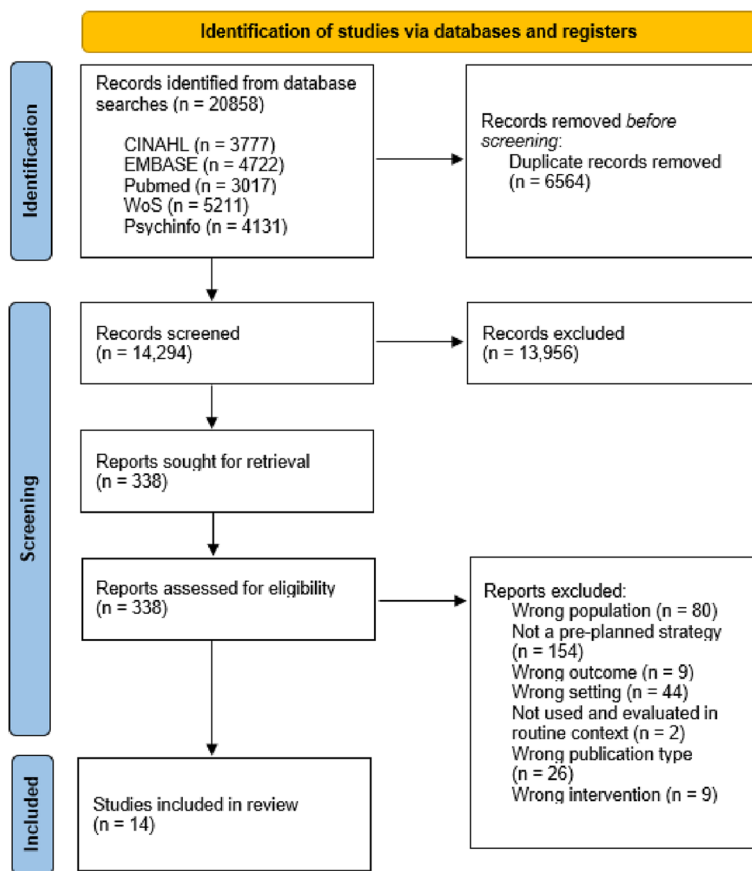 Identification of studies via databases and registers
Identification
Records identified from database
searches (n = 20858)
CINAHL (n = 3777)
EMBASE (n = 4722)
Pubmed (n = 3017)
WoS (n = 5211)
Psychinfo (n = 4131)
Records removed before
screening:
Duplicate records removed
(n = 6564)
Screening
Records screened
(n = 14,294)
Records excluded
(n = 13,956)
Reports sought for retrieval
(n = 338)
Reports assessed for eligibility
(n = 338)
Reports excluded:
Wrong population (n = 80)
Not a pre-planned strategy
(n = 154)
Wrong outcome (n = 9)
Wrong setting (n = 44)
Not used and evaluated in
routine context (n = 2)
Wrong publication type
(n = 26)
Wrong intervention (n = 9)
Included
Studies included in review
(n = 14)